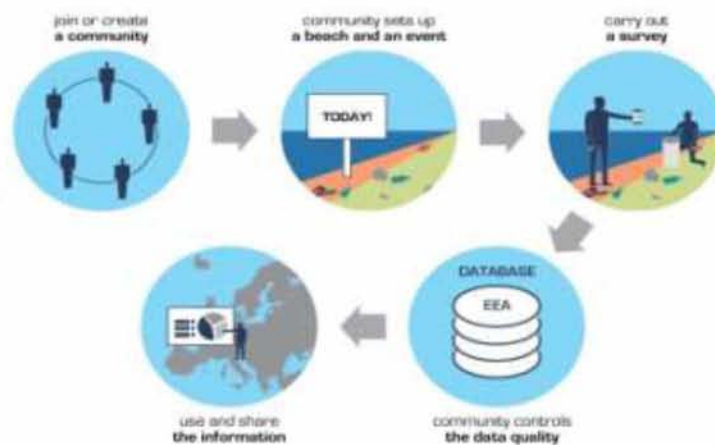 join or create
a community
community sets up
a beach and an event
carry out
a survey
TODAY!
DATABASE
EEA
use and share
the information
community controls
the data quality